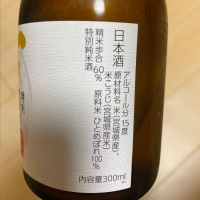 日本酒
アルコール分15度
原材料名 米(宮城県産)、
米こうじ(宮城県産米)
精米歩合 60% 原料米 ひとめぼれ100%
特別純米酒
内容量300ml